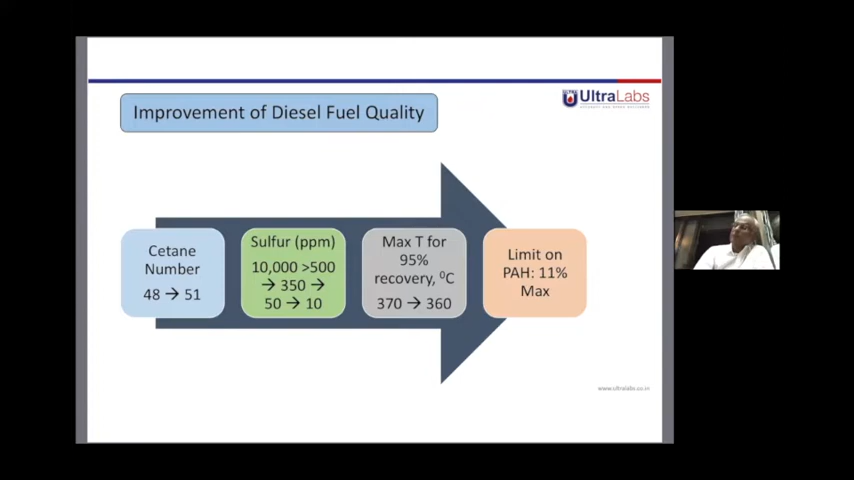 Improvement of Diesel Fuel Quality
UltraLabs
Cetane
Number
48 → 51
Sulfur (ppm)
10,000 >500
→ 350 →
50 → 10
Max T for
95%
recovery, ⁰C
370 → 360
Limit on
PAH: 11%
Max
www.ultralabs.uo.in